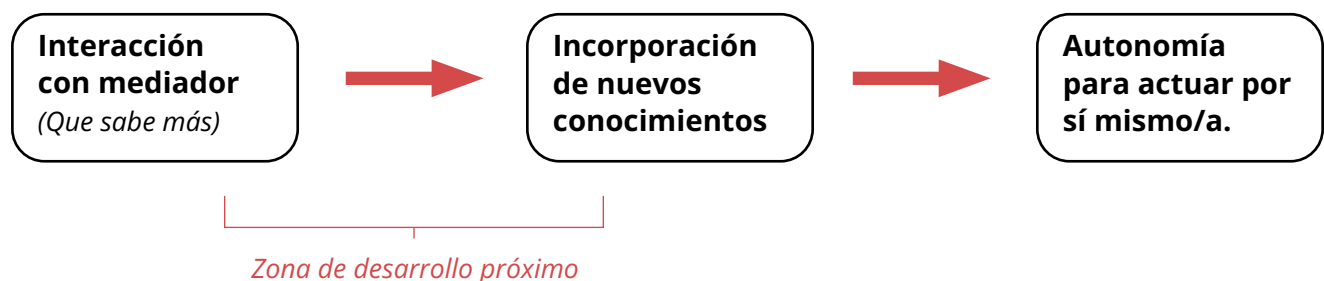 Interacción
con mediador
(Que sabe más)
Incorporación
de nuevos
conocimientos
Autonomía
para actuar por
sí mismo/a.
Zona de desarrollo próximo